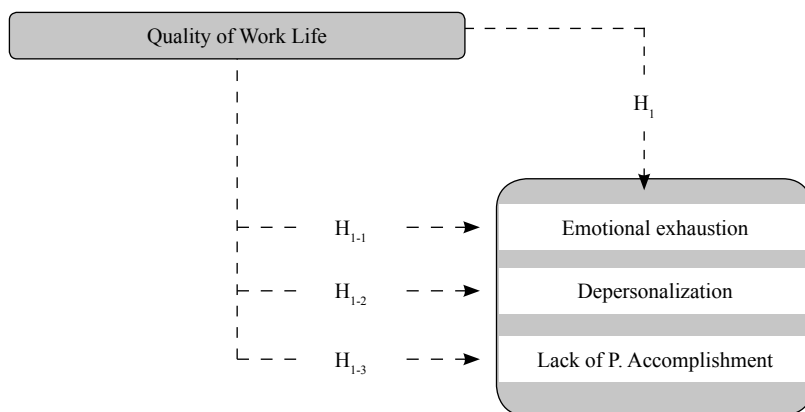 Quality of Work Life
H₁
H₁₋₁
Emotional exhaustion
H₁₋₂
Depersonalization
H₁₋₃
Lack of P. Accomplishment